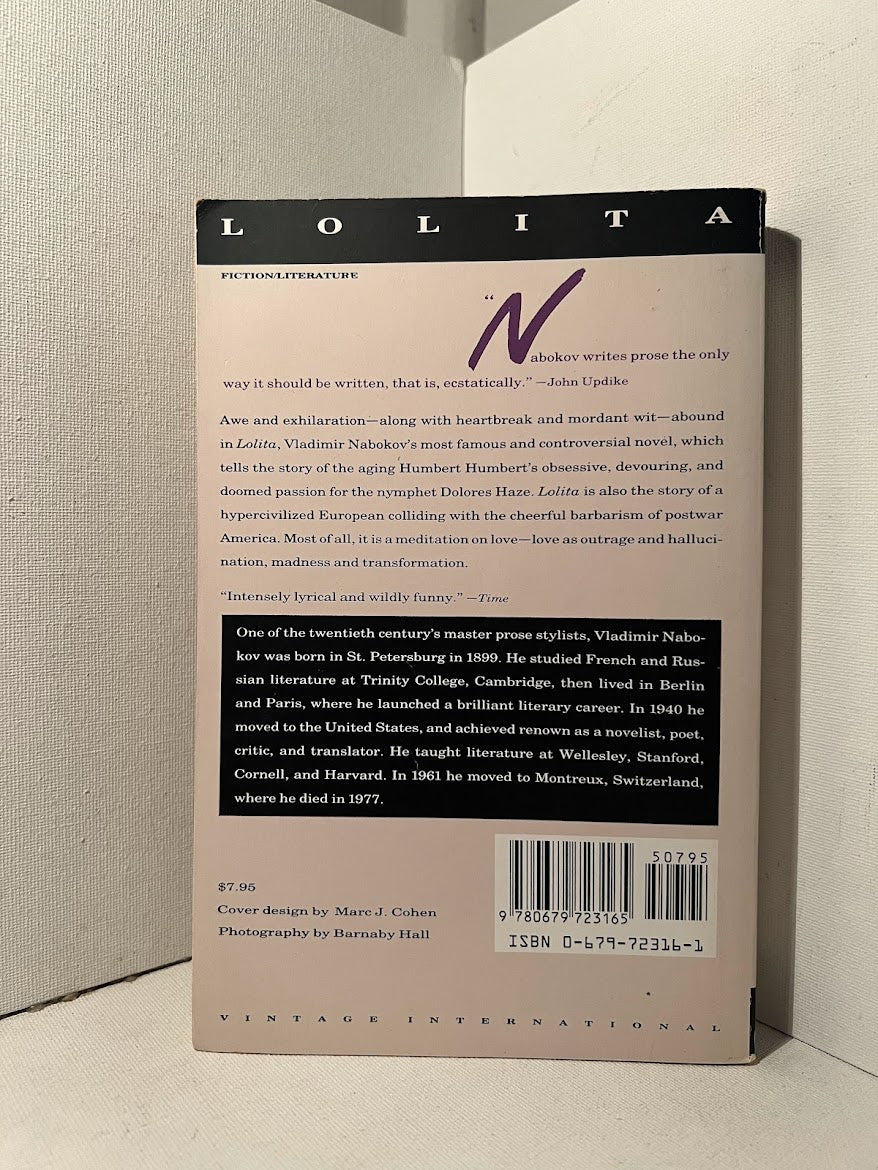 LOLITA
FICTION/LITERATURE
“Nabokov writes prose the only
way it should be written, that is, ecstatically.” —John Updike
Awe and exhilaration—along with heartbreak and mordant wit—abound
in Lolita, Vladimir Nabokov’s most famous and controversial novel, which
tells the story of the aging Humbert Humbert’s obsessive, devouring, and
doomed passion for the nymphet Dolores Haze. Lolita is also the story of a
hypercivilized European colliding with the cheerful barbarism of postwar
America. Most of all, it is a meditation on love—love as outrage and halluci-
nation, madness and transformation.
“Intensely lyrical and wildly funny.” —Time
One of the twentieth century’s master prose stylists, Vladimir Nabo-
kov was born in St. Petersburg in 1899. He studied French and Rus-
sian literature at Trinity College, Cambridge, then lived in Berlin
and Paris, where he launched a brilliant literary career. In 1940 he
moved to the United States, and achieved renown as a novelist, poet,
critic, and translator. He taught literature at Wellesley, Stanford,
Cornell, and Harvard. In 1961 he moved to Montreux, Switzerland,
where he died in 1977.
$7.95
Cover design by Marc J. Cohen
Photography by Barnaby Hall
50795
9 780679 723165
ISBN 0-679-72316-1
VINTAGE INTERNATIONAL